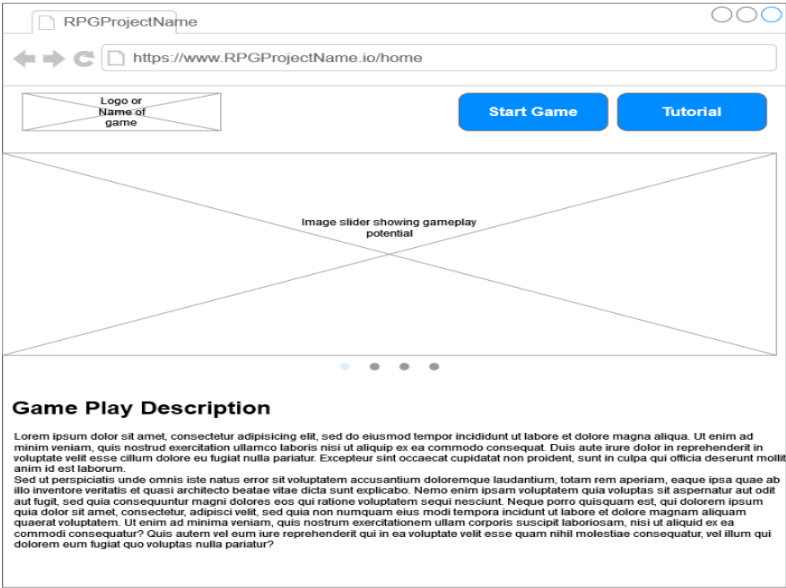 RPGProjectName
https://www.RPGProjectName.io/home
Logo or
Name of
game
Start Game
Tutorial
Image slider showing gameplay
potential
Game Play Description
Lorem ipsum dolor sit amet, consectetur adipisicing elit, sed do eiusmod tempor incididunt ut labore et dolore magna aliqua. Ut enim ad
minim veniam, quis nostrud exercitation ullamco laboris nisi ut aliquip ex ea commodo consequat. Duis aute irure dolor in reprehenderit in
voluptate velit esse cillum dolore eu fugiat nulla pariatur. Excepteur sint occaecat cupidatat non proident, sunt in culpa qui officia deserunt mollit
anim id est laborum.
Sed ut perspiciatis unde omnis iste natus error sit voluptatem accusantium doloremque laudantium, totam rem aperiam, eaque ipsa quae ab
illo inventore veritatis et quasi architecto beatae vitae dicta sunt explicabo. Nemo enim ipsam voluptatem quia voluptas sit aspernatur aut odit
aut fugit, sed quia consequuntur magni dolores eos qui ratione voluptatem sequi nesciunt. Neque porro quisquam est, qui dolorem ipsum
quia dolor sit amet, consectetur, adipisci velit, sed quia non numquam eius modi tempora incidunt ut labore et dolore magnam aliquam
quaerat voluptatem. Ut enim ad minima veniam, quis nostrum exercitationem ullam corporis suscipit laboriosam, nisi ut aliquid ex ea
commodi consequatur? Quis autem vel eum iure reprehenderit qui in ea voluptate velit esse quam nihil molestiae consequatur, vel illum qui
dolorem eum fugiat quo voluptas nulla pariatur?